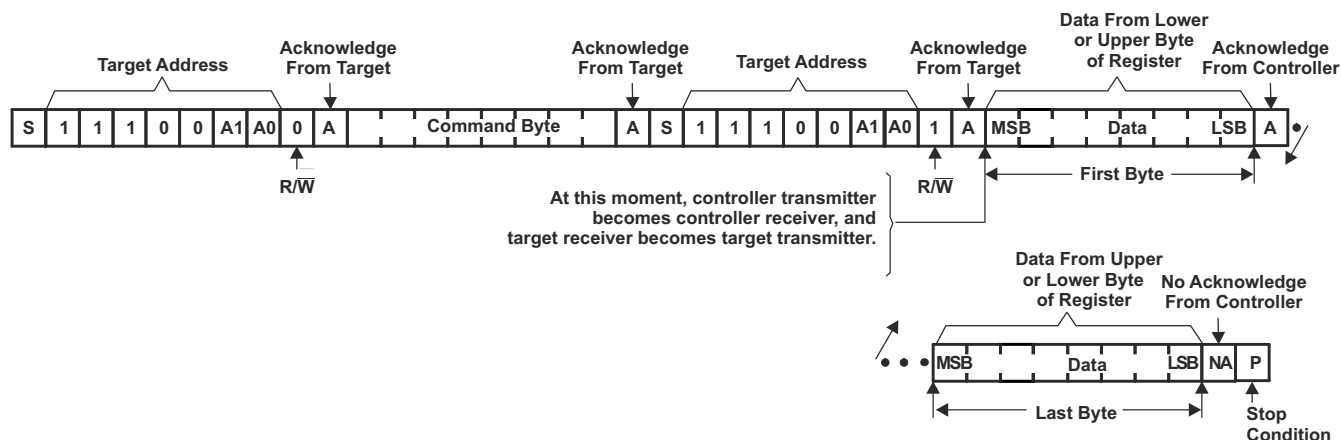 Target Address
Acknowledge
From Target
Acknowledge
From Target
Target Address
Acknowledge
From Target
Data From Lower
or Upper Byte
of Register
Acknowledge
From Controller
S 1 1 1 0 0 A1 A0 0 A Command Byte A S 1 1 1 0 0 A1 A0 1 A MSB Data LSB A
R/W̅
R/W̅
First Byte
At this moment, controller transmitter
becomes controller receiver, and
target receiver becomes target transmitter.
Data From Upper
or Lower Byte
of Register
No Acknowledge
From Controller
MSB Data LSB NA P
Last Byte
Stop
Condition